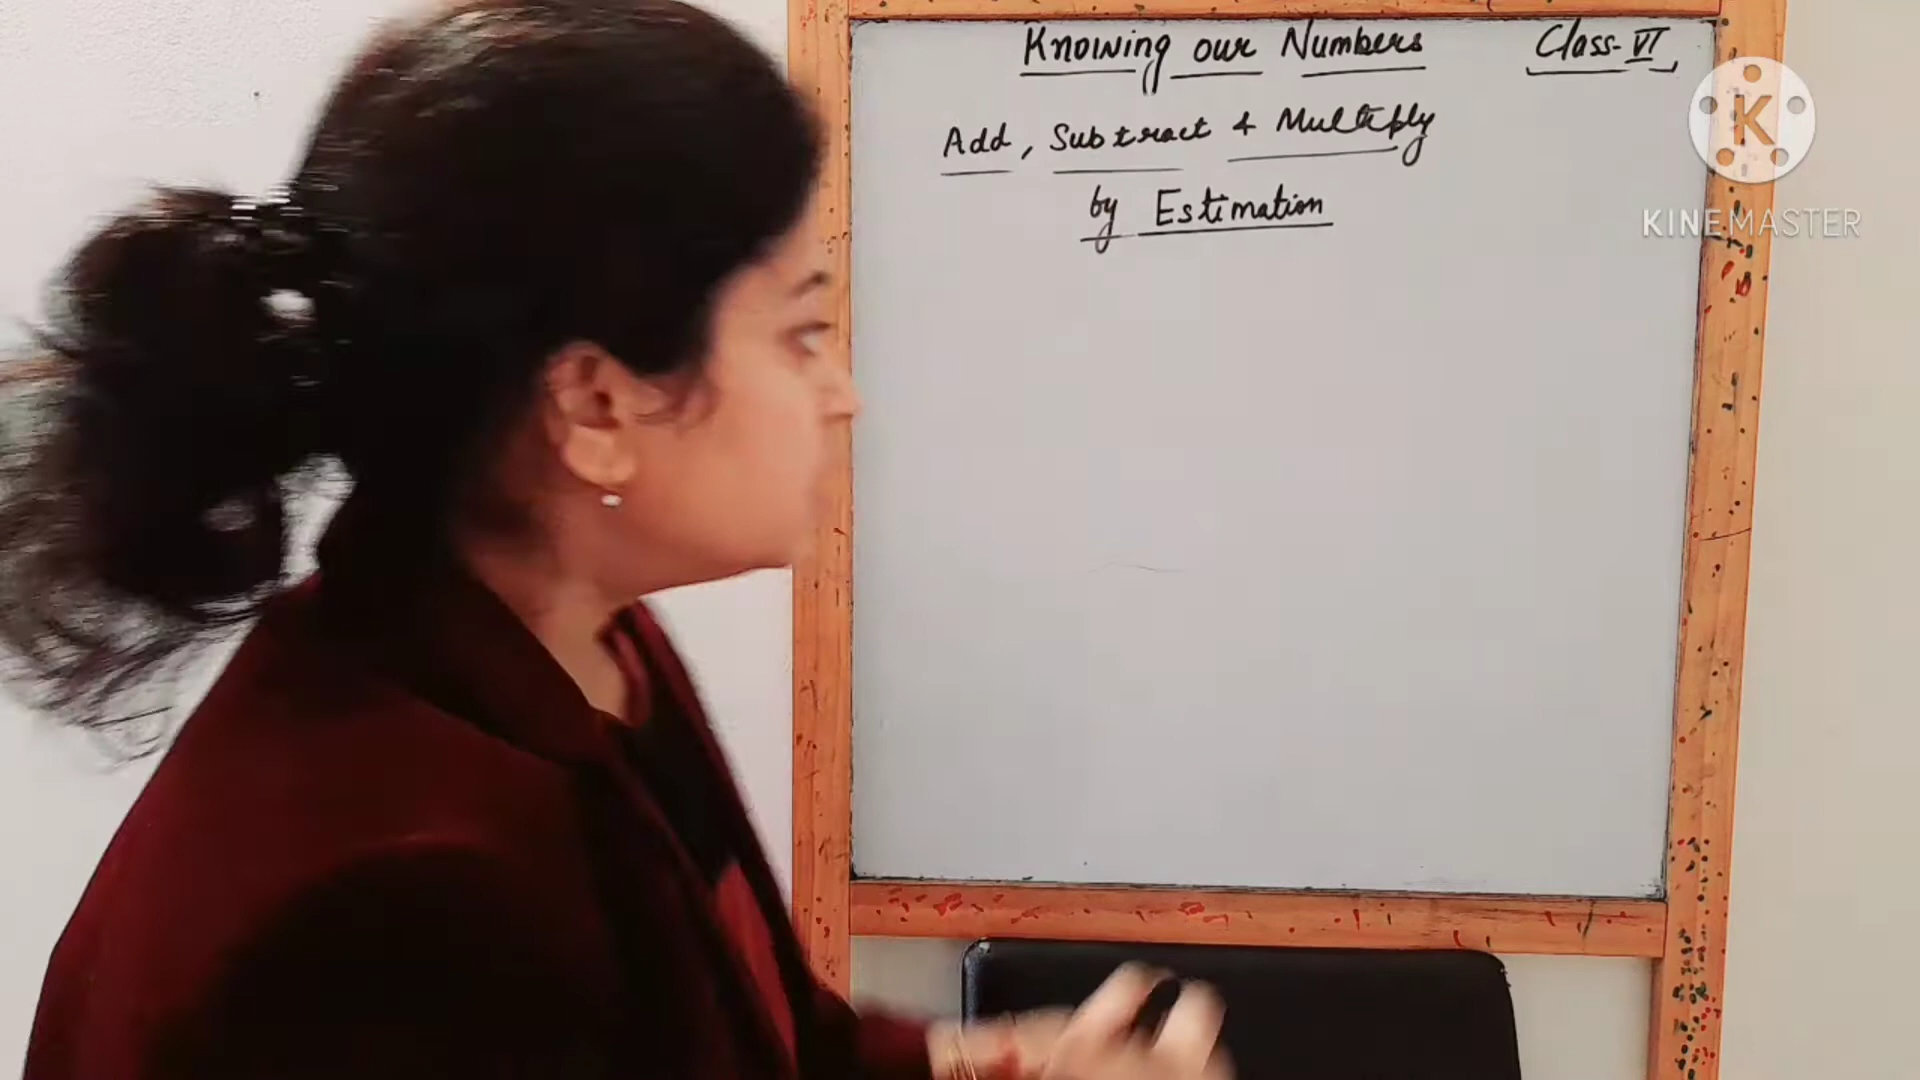 Knowing our Numbers Class-VI
Add, Subtract & Multiply
by Estimation
K
KINEMASTER